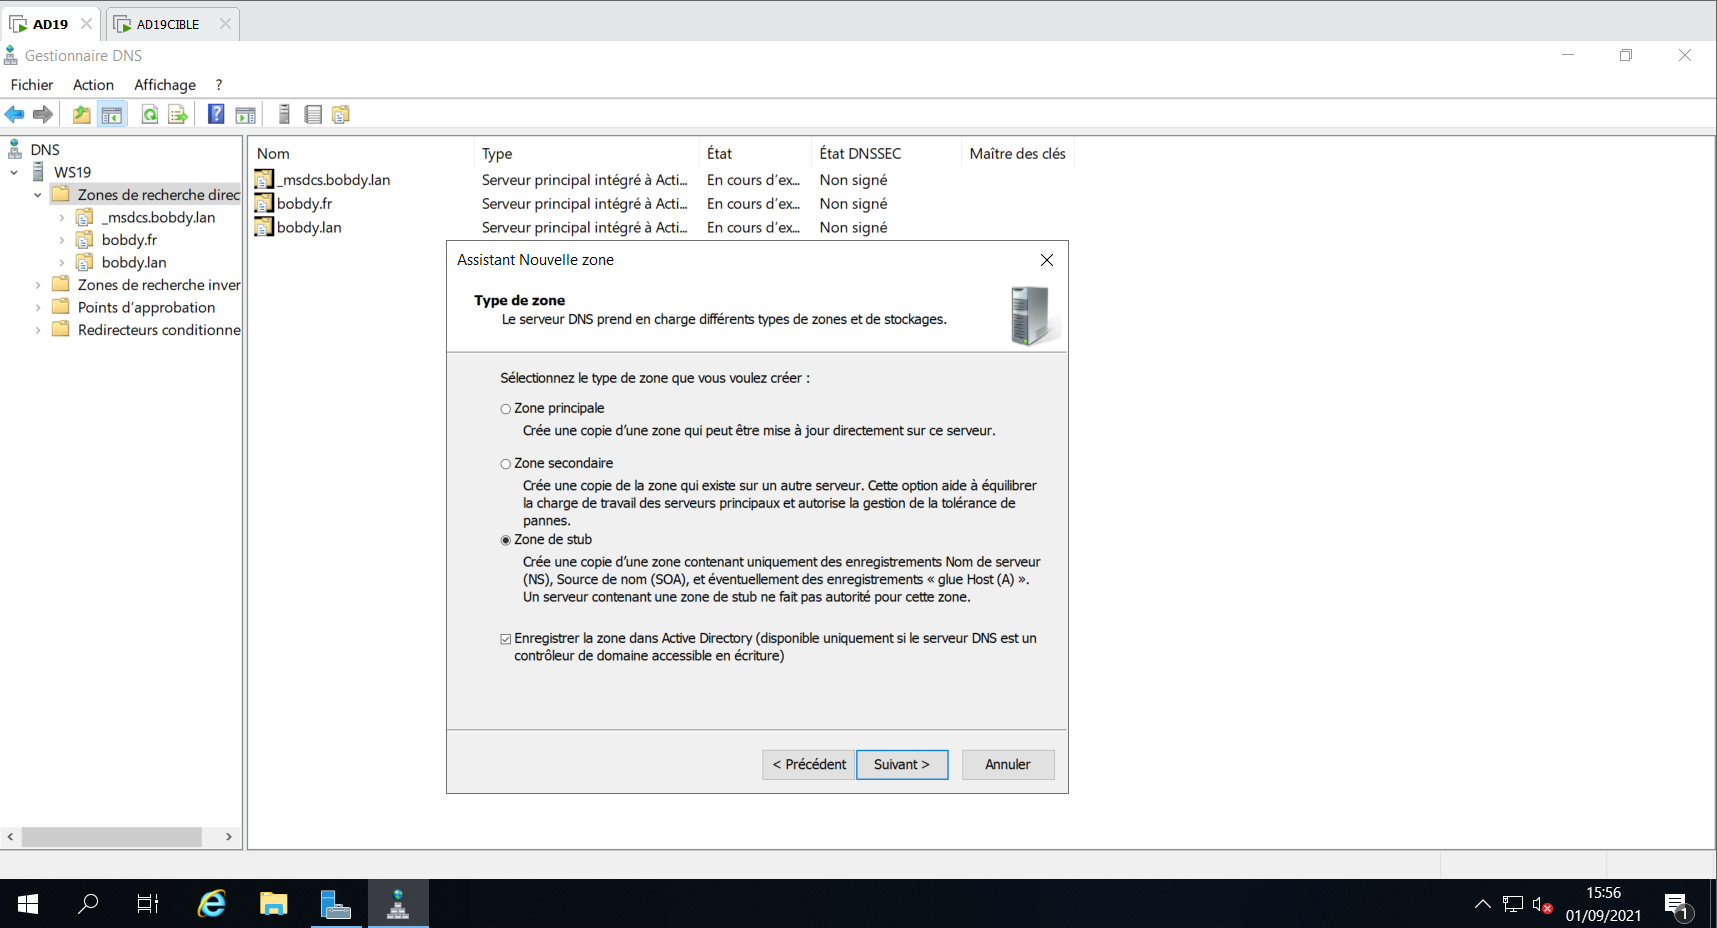 AD19
AD19CIBLE
Gestionnaire DNS
Fichier Action Affichage ?
DNS
WS19
Zones de recherche direc
_msdcs.bobdy.lan
bobdy.fr
bobdy.lan
Zones de recherche inver
Points d'approbation
Redirecteurs conditionne
Nom Type État État DNSSEC Maître des clés
_msdcs.bobdy.lan Serveur principal intégré à Acti... En cours d'ex... Non signé
bobdy.fr Serveur principal intégré à Acti... En cours d'ex... Non signé
bobdy.lan Serveur principal intégré à Acti... En cours d'ex... Non signé
Assistant Nouvelle zone
Type de zone
Le serveur DNS prend en charge différents types de zones et de stockages.
Sélectionnez le type de zone que vous voulez créer :
Zone principale
Crée une copie d'une zone qui peut être mise à jour directement sur ce serveur.
Zone secondaire
Crée une copie de la zone qui existe sur un autre serveur. Cette option aide à équilibrer
la charge de travail des serveurs principaux et autorise la gestion de la tolérance de
pannes.
Zone de stub
Crée une copie d'une zone contenant uniquement des enregistrements Nom de serveur
(NS), Source de nom (SOA), et éventuellement des enregistrements « glue Host (A) ».
Un serveur contenant une zone de stub ne fait pas autorité pour cette zone.
Enregistrer la zone dans Active Directory (disponible uniquement si le serveur DNS est un
contrôleur de domaine accessible en écriture)
< Précédent Suivant > Annuler
15:56
01/09/2021
1